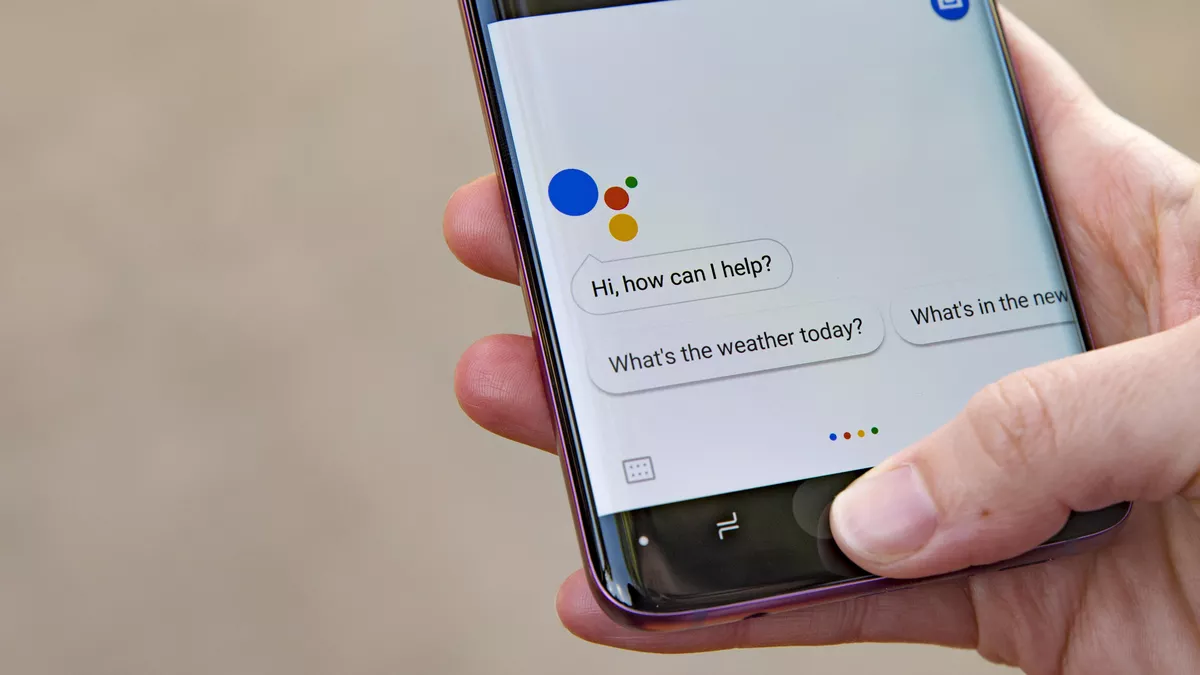 Hi, how can I help?
What's the weather today?
What's in the new